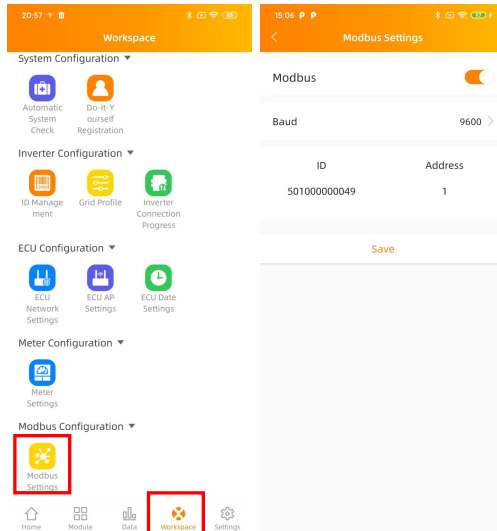 20:57
Workspace
System Configuration ▼
Automatic
System
Check
Do-It-Y
ourself
Registration
Inverter Configuration ▼
ID Manage
ment
Grid Profile
Inverter
Connection
Progress
ECU Configuration ▼
ECU
Network
Settings
ECU AP
Settings
ECU Date
Settings
Meter Configuration ▼
Meter
Settings
Modbus Configuration ▼
Modbus
Settings
Home
Module
Data
Workspace
Settings
15:06 P P
Modbus Settings
Modbus
Baud 9600
ID Address
501000000049 1
Save